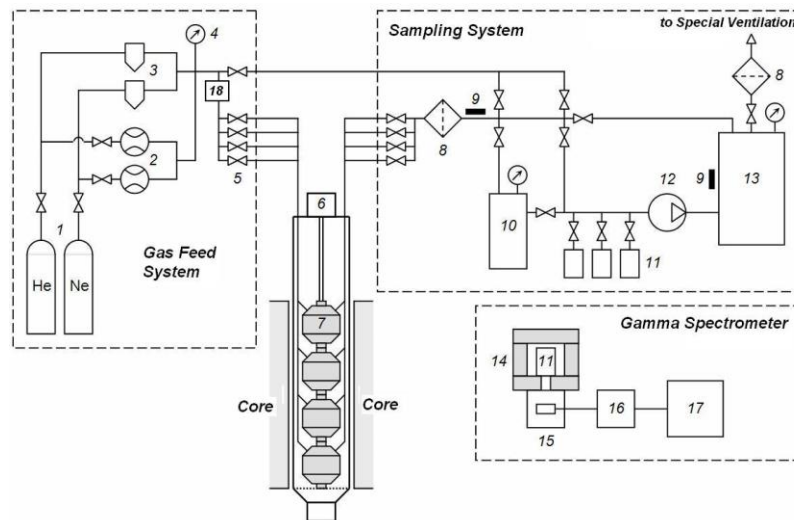 Sampling System
to Special Ventilation
4
3
18
9
8
8
2
5
12
9
13
6
10
1
11
Gas Feed
System
He
Ne
7
Gamma Spectrometer
14
11
Core
Core
16
17
15